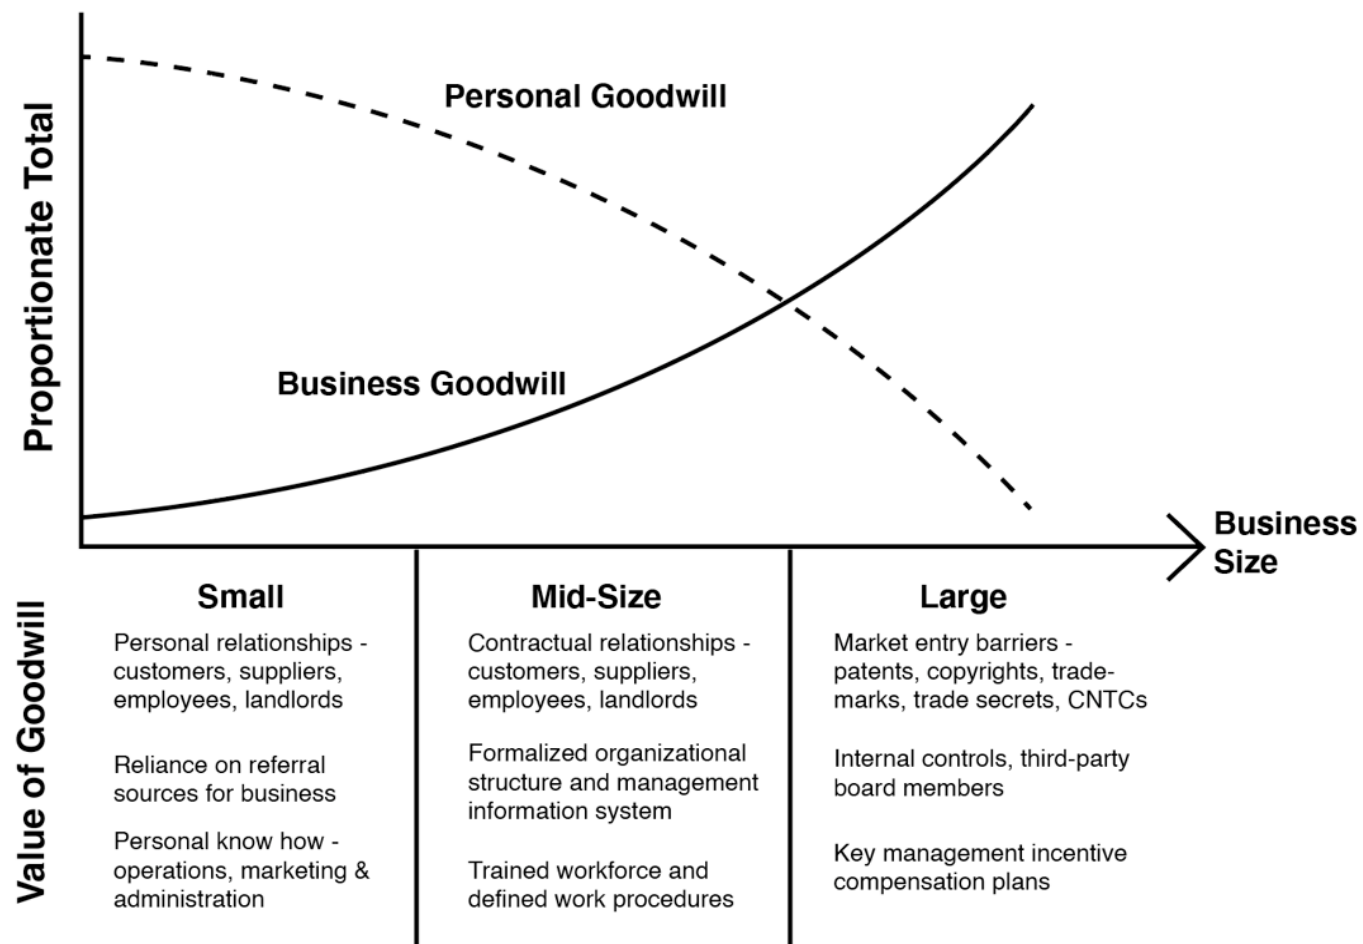 Proportionate Total
Personal Goodwill
Business Goodwill
Business
Size
Value of Goodwill
Small
Personal relationships -
customers, suppliers,
employees, landlords
Reliance on referral
sources for business
Personal know how -
operations, marketing &
administration
Mid-Size
Contractual relationships -
customers, suppliers,
employees, landlords
Formalized organizational
structure and management
information system
Trained workforce and
defined work procedures
Large
Market entry barriers -
patents, copyrights, trade-
marks, trade secrets, CNTCs
Internal controls, third-party
board members
Key management incentive
compensation plans